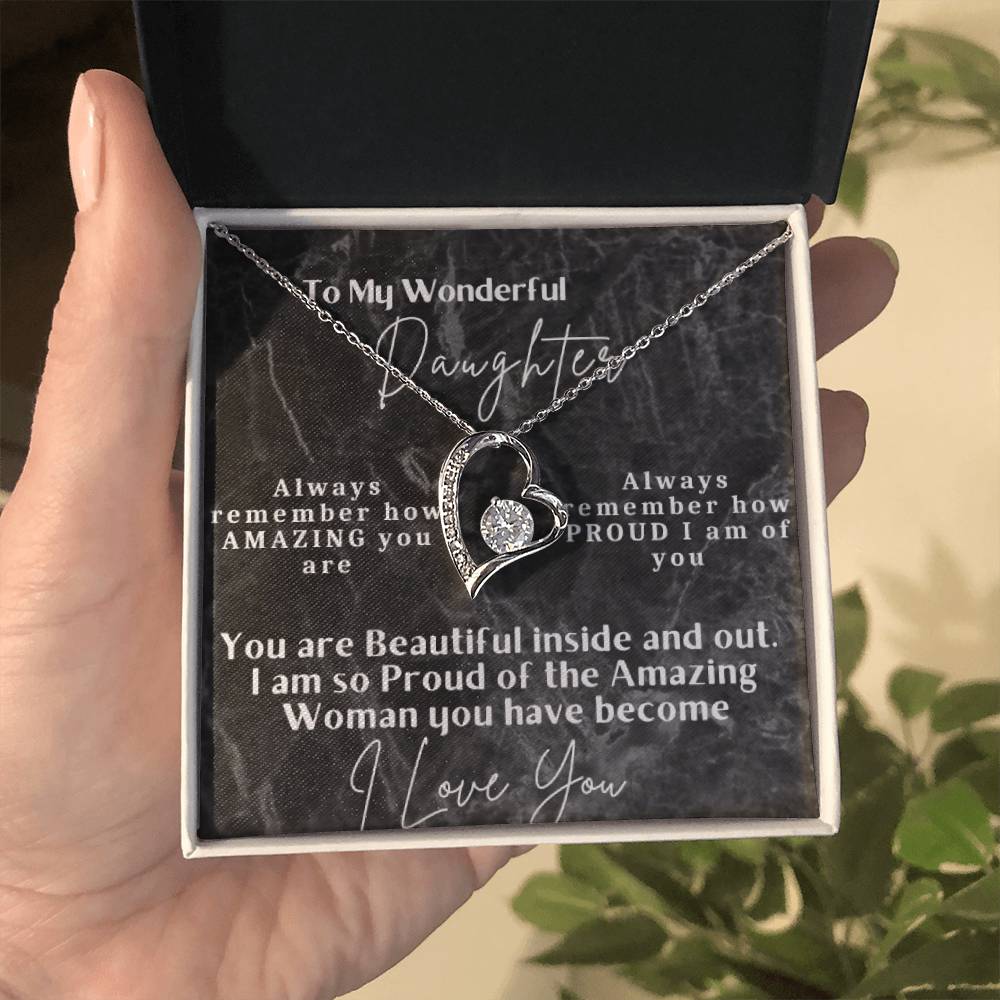 To My Wonderful
Daughter
Always
remember how
AMAZING you
are
Always
remember how
PROUD I am of
you
You are Beautiful inside and out.
I am so Proud of the Amazing
Woman you have become
I Love You